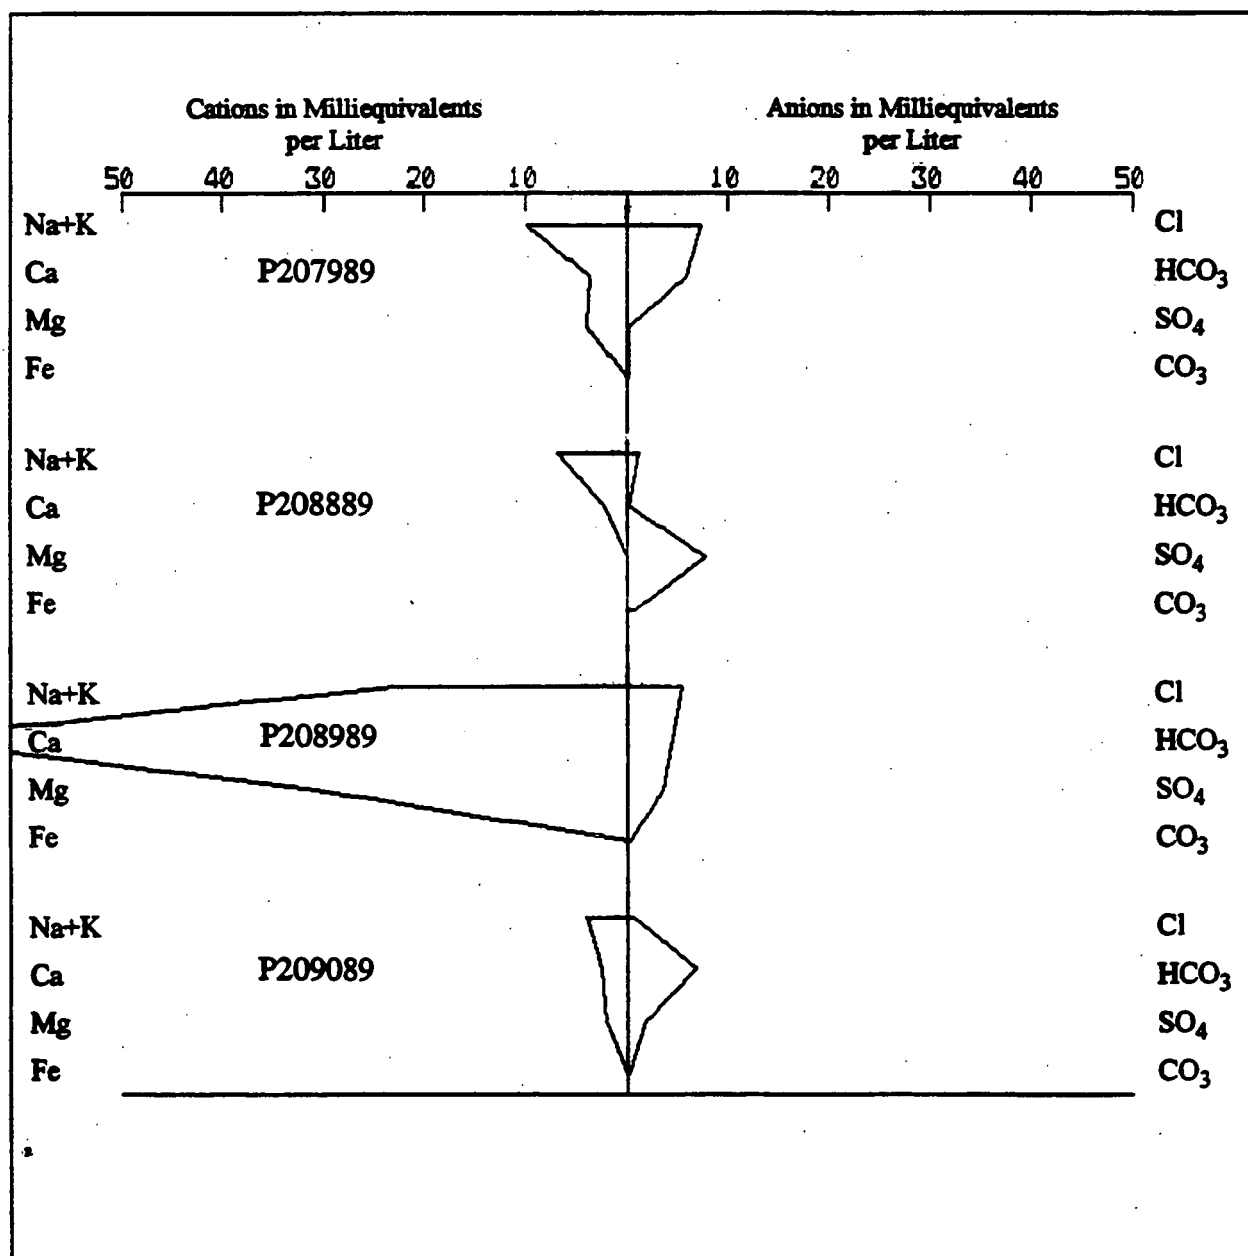 Cations in Milliequivalents
per Liter
Anions in Milliequivalents
per Liter
50 40 30 20 10 10 20 30 40 50
Na+K Cl
Ca P207989 HCO₃
Mg SO₄
Fe CO₃
Na+K Cl
Ca P208889 HCO₃
Mg SO₄
Fe CO₃
Na+K Cl
Ca P208989 HCO₃
Mg SO₄
Fe CO₃
Na+K Cl
Ca P209089 HCO₃
Mg SO₄
Fe CO₃